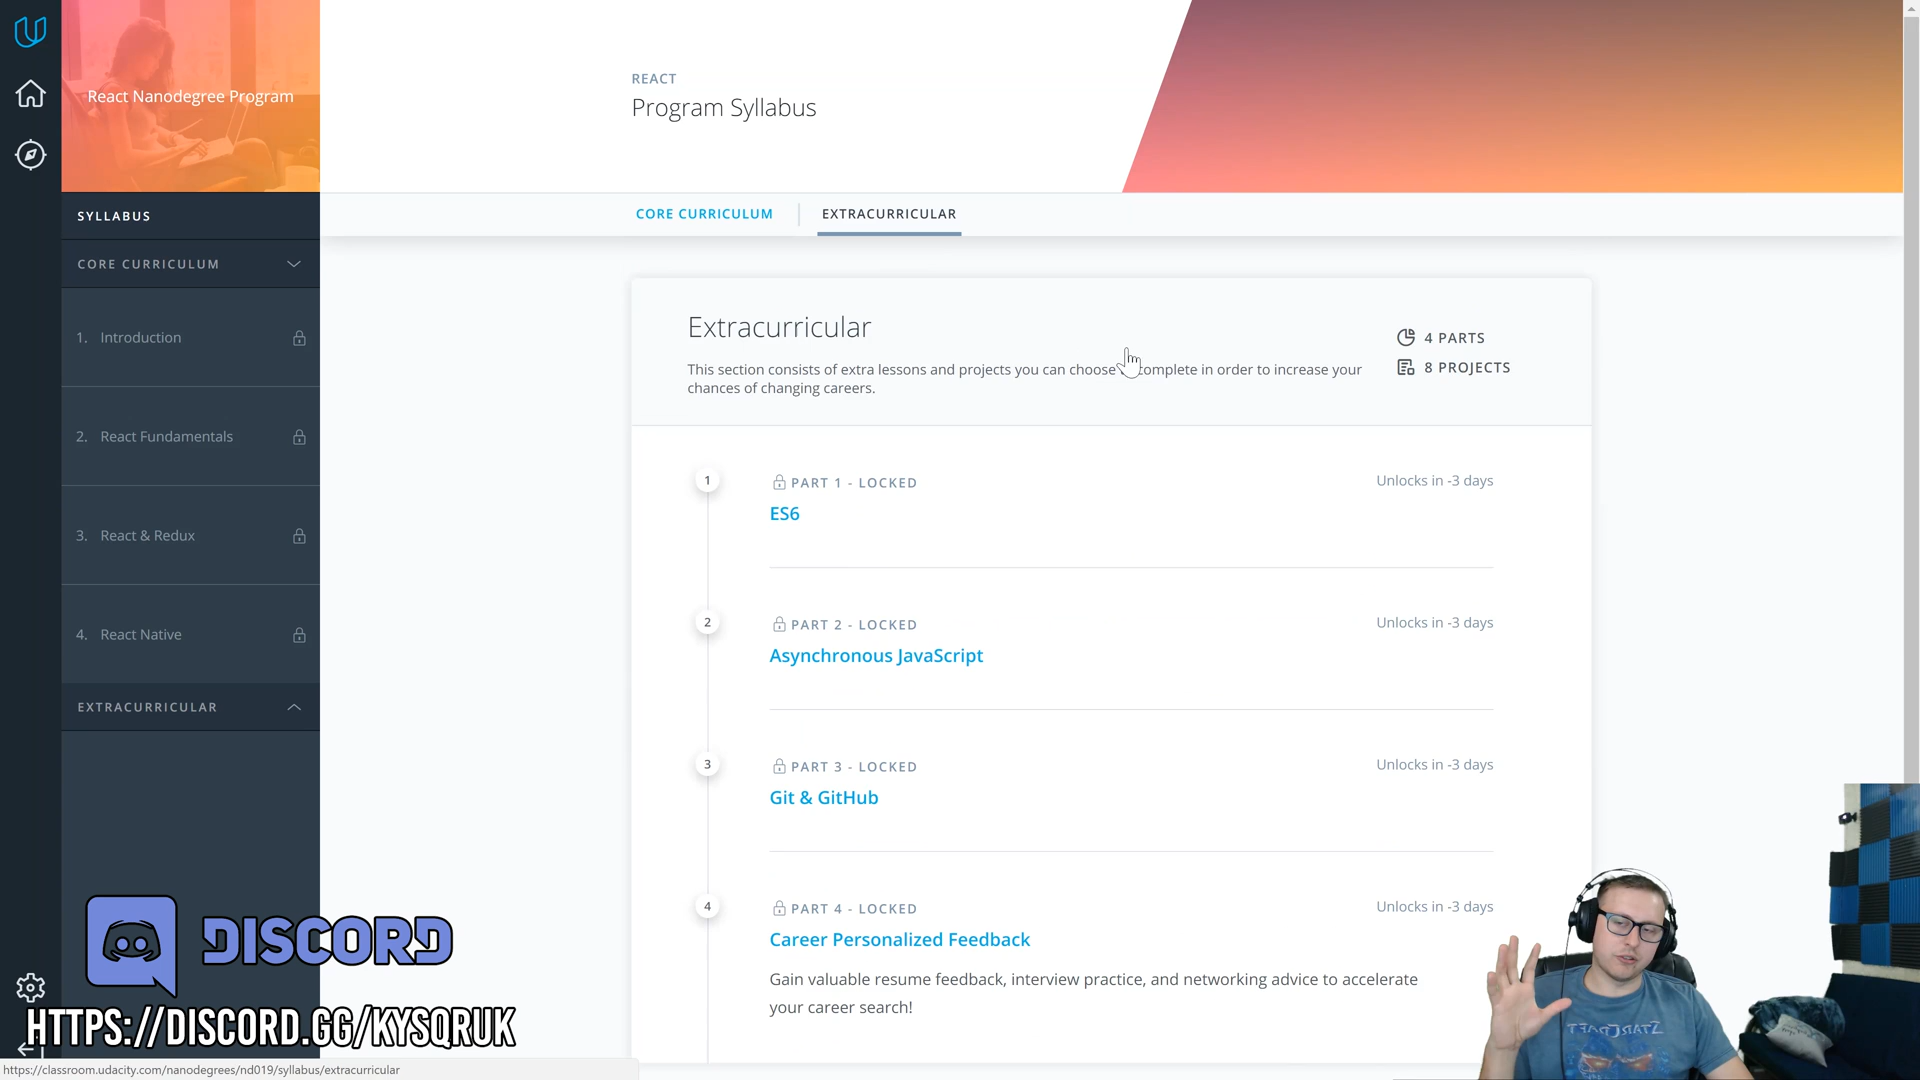 React Nanodegree Program
SYLLABUS
CORE CURRICULUM
1. Introduction
2. React Fundamentals
3. React & Redux
4. React Native
EXTRACURRICULAR
REACT
Program Syllabus
CORE CURRICULUM
EXTRACURRICULAR
Extracurricular
This section consists of extra lessons and projects you can choose complete in order to increase your
chances of changing careers.
4 PARTS
8 PROJECTS
1
PART 1 - LOCKED
Unlocks in -3 days
ES6
2
PART 2 - LOCKED
Unlocks in -3 days
Asynchronous JavaScript
3
PART 3 - LOCKED
Unlocks in -3 days
Git & GitHub
4
PART 4 - LOCKED
Unlocks in -3 days
Career Personalized Feedback
Gain valuable resume feedback, interview practice, and networking advice to accelerate
your career search!
DISCORD
HTTPS://DISCORD.GG/KYSQRUK
https://classroom.udacity.com/nanodegrees/nd019/syllabus/extracurricular
STARCRAFT